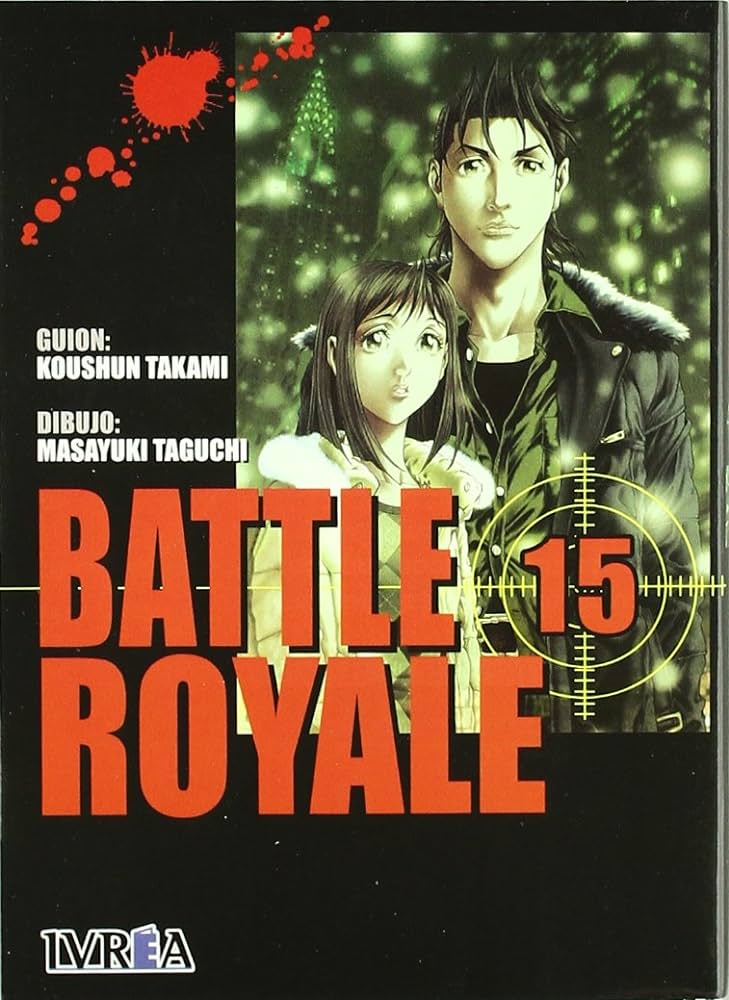 GUION:
KOUSHUN TAKAMI
DIBUJO:
MASAYUKI TAGUCHI
BATTLE
15
ROYALE
IVREA